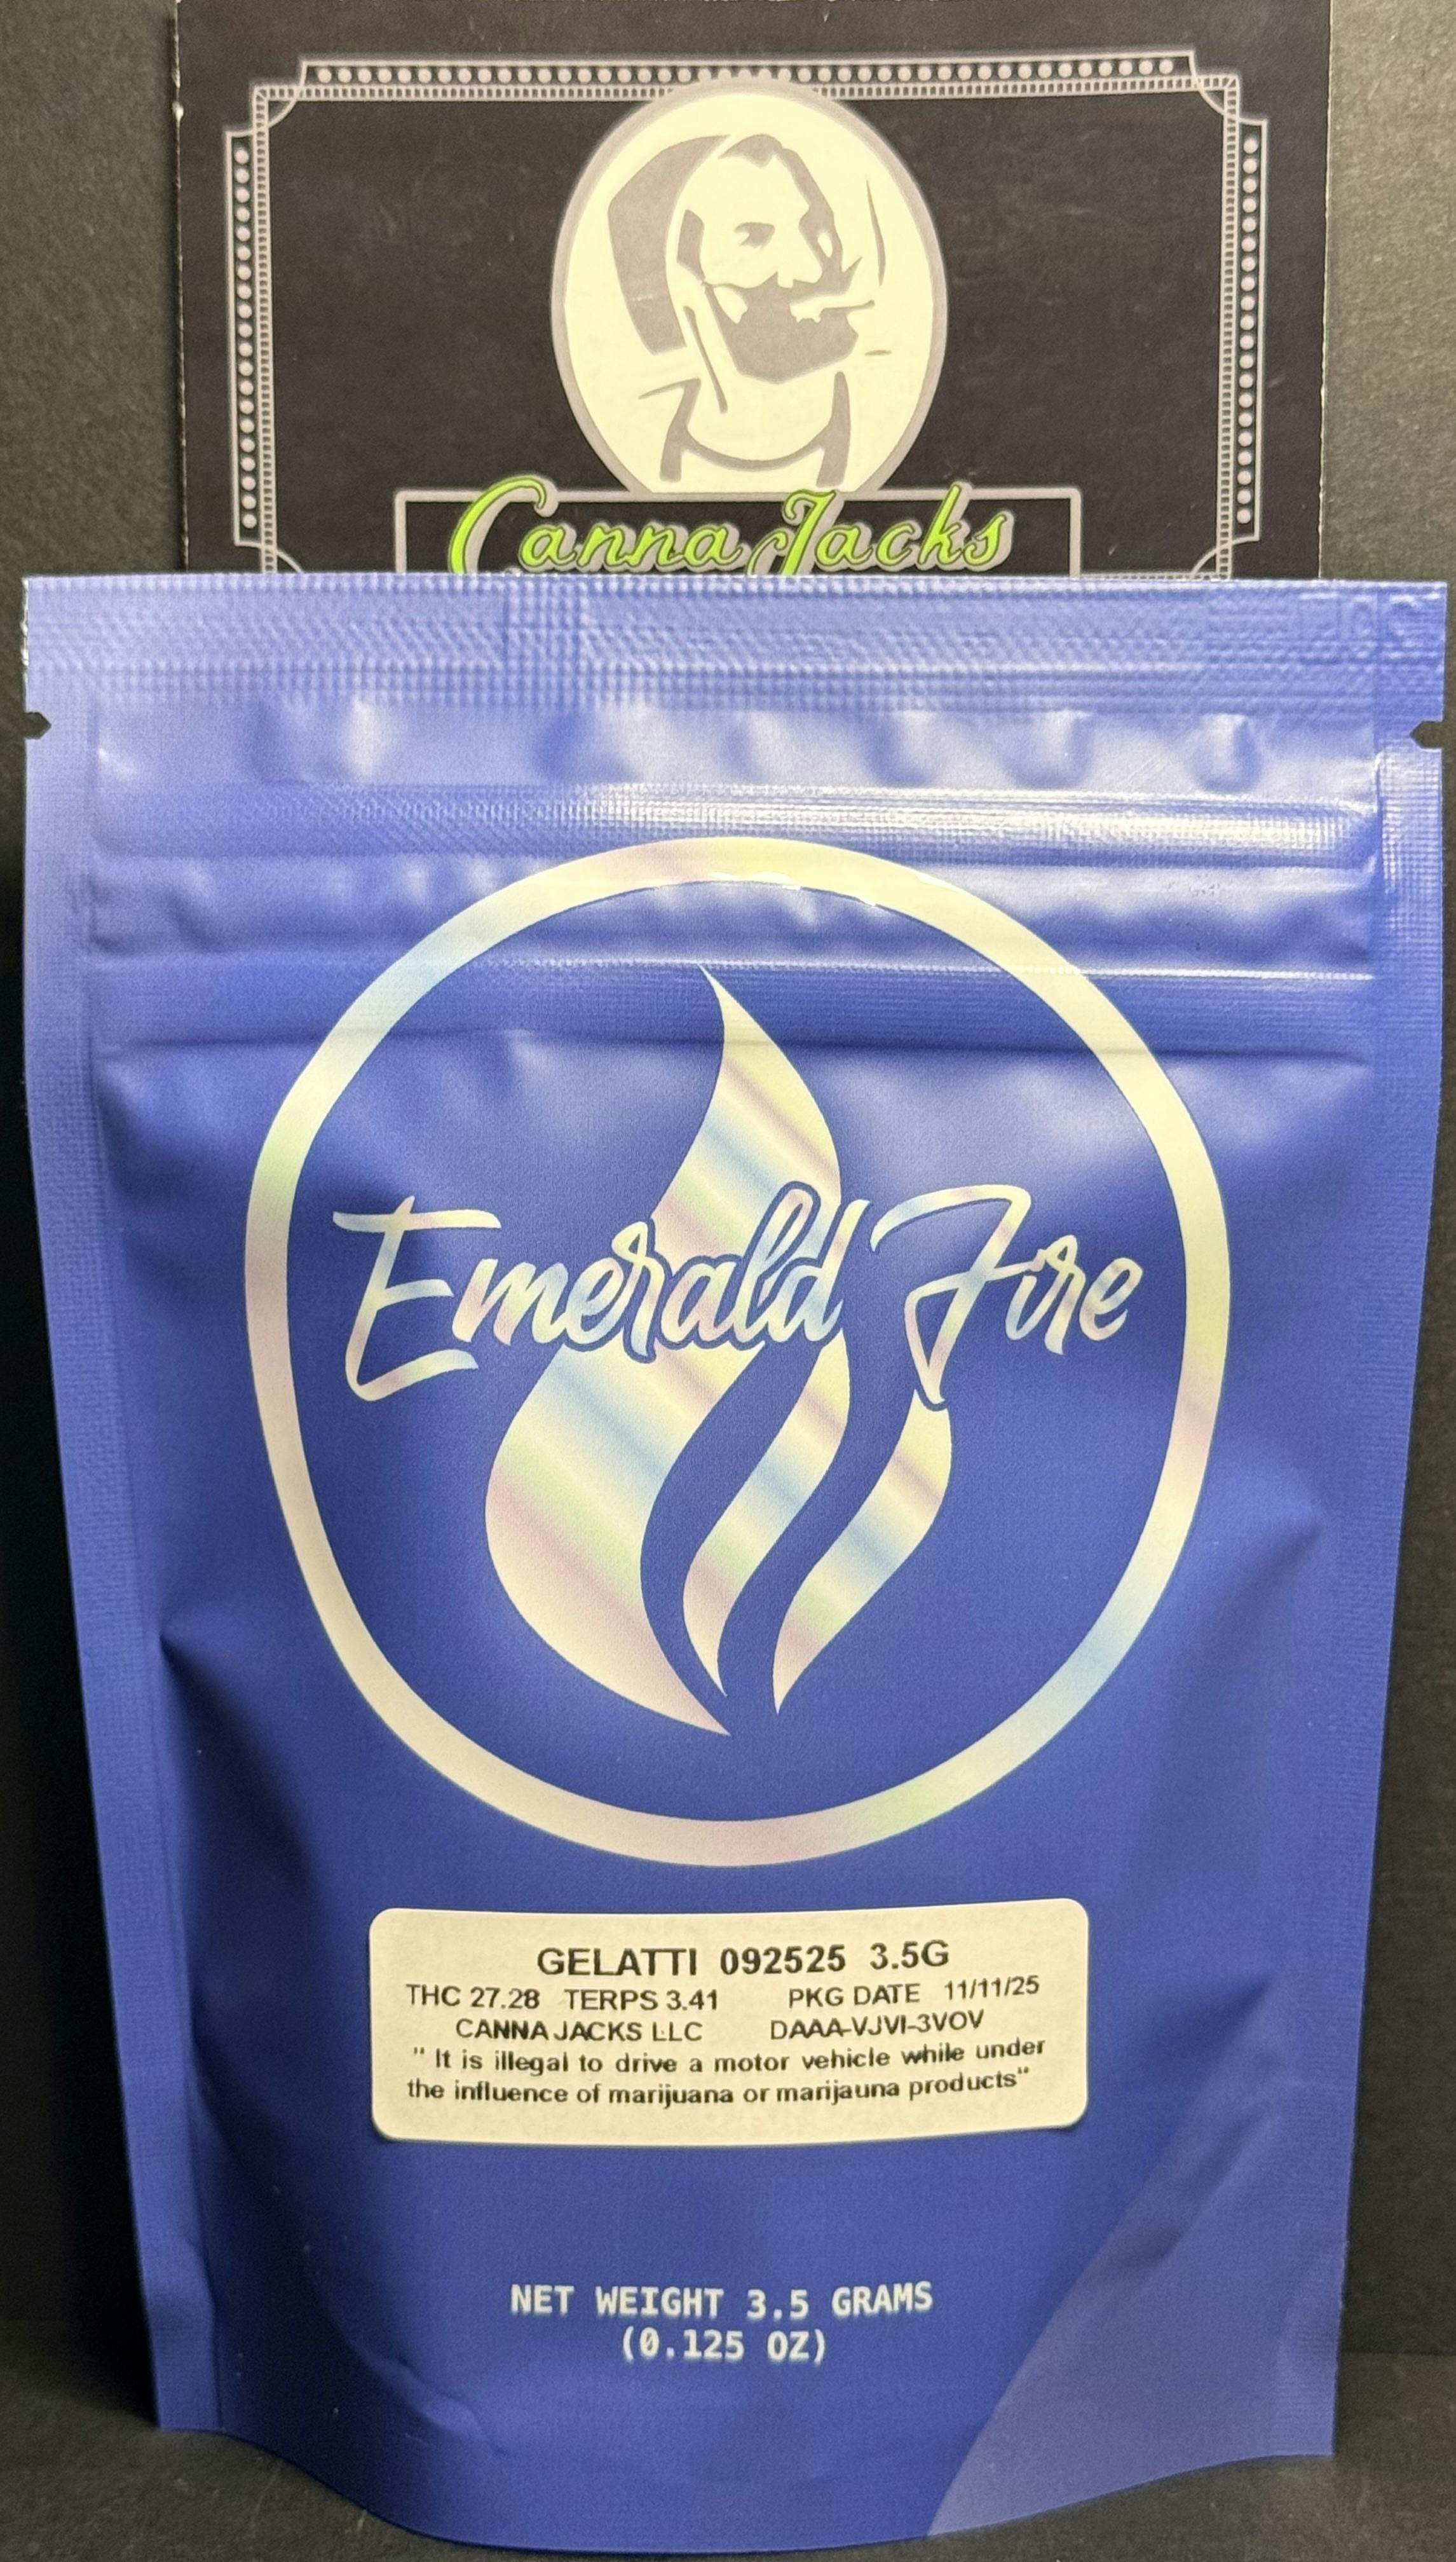 Canna Jacks
Emerald Fire
GELATTI 092525 3.5G
THC 27.28 TERPS 3.41 PKG DATE 11/11/25
CANNA JACKS LLC DAAA-VJVI-3VOV
" It is illegal to drive a motor vehicle while under
the influence of marijuana or marijauna products"
NET WEIGHT 3.5 GRAMS
(0.125 OZ)